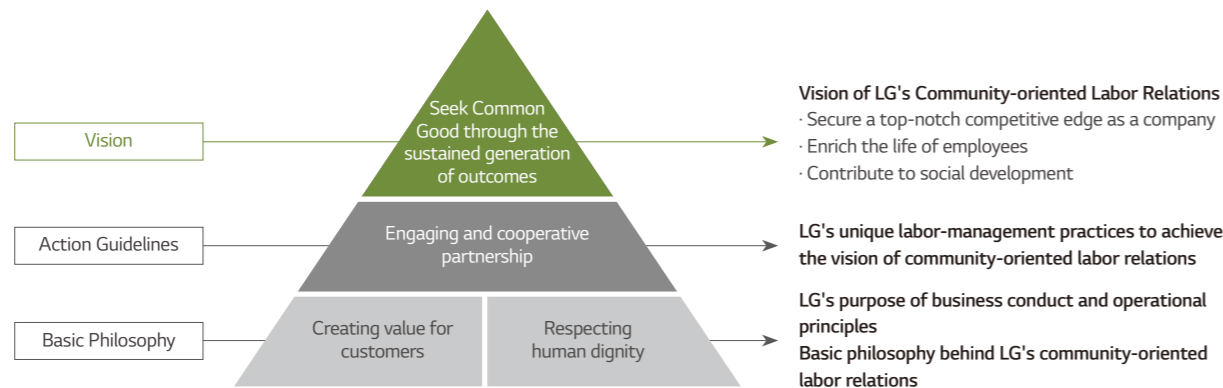 Vision
Seek Common
Good through the
sustained generation
of outcomes
Vision of LG's Community-oriented Labor Relations
· Secure a top-notch competitive edge as a company
· Enrich the life of employees
· Contribute to social development
Action Guidelines
Engaging and cooperative
partnership
LG's unique labor-management practices to achieve
the vision of community-oriented labor relations
Basic Philosophy
Creating value for
customers
Respecting
human dignity
LG's purpose of business conduct and operational
principles
Basic philosophy behind LG's community-oriented
labor relations